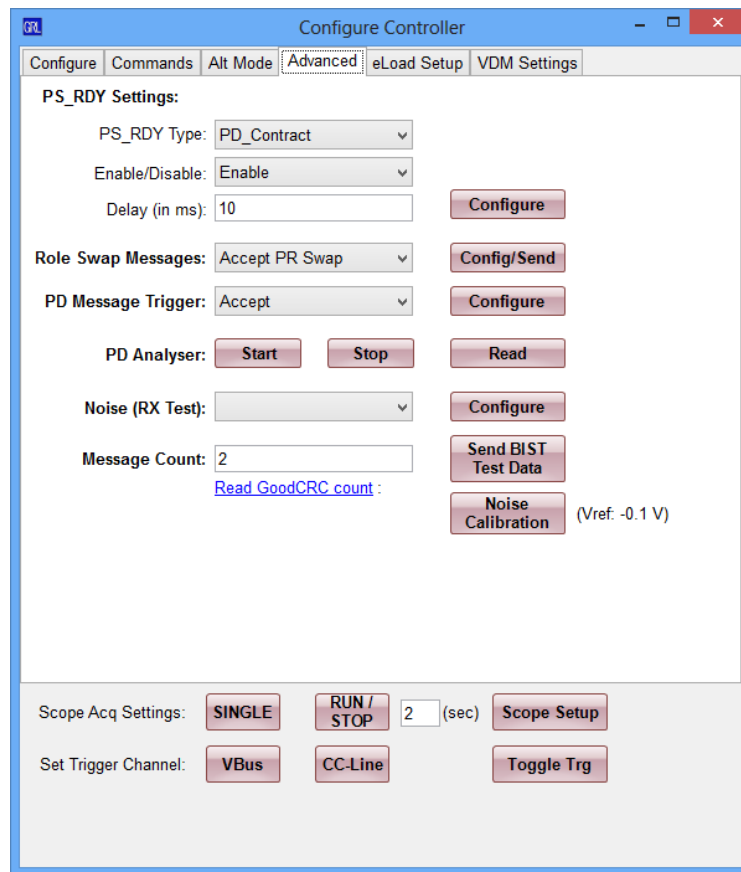 GRL Configure Controller
Configure Commands Alt Mode Advanced eLoad Setup VDM Settings
PS_RDY Settings:
PS_RDY Type: PD_Contract
Enable/Disable: Enable
Delay (in ms): 10 Configure
Role Swap Messages: Accept PR Swap Config/Send
PD Message Trigger: Accept Configure
PD Analyser: Start Stop Read
Noise (RX Test): Configure
Message Count: 2 Send BIST
Test Data
Read GoodCRC count :
Noise
Calibration (Vref: -0.1 V)
Scope Acq Settings: SINGLE RUN /
STOP 2 (sec) Scope Setup
Set Trigger Channel: VBus CC-Line Toggle Trg